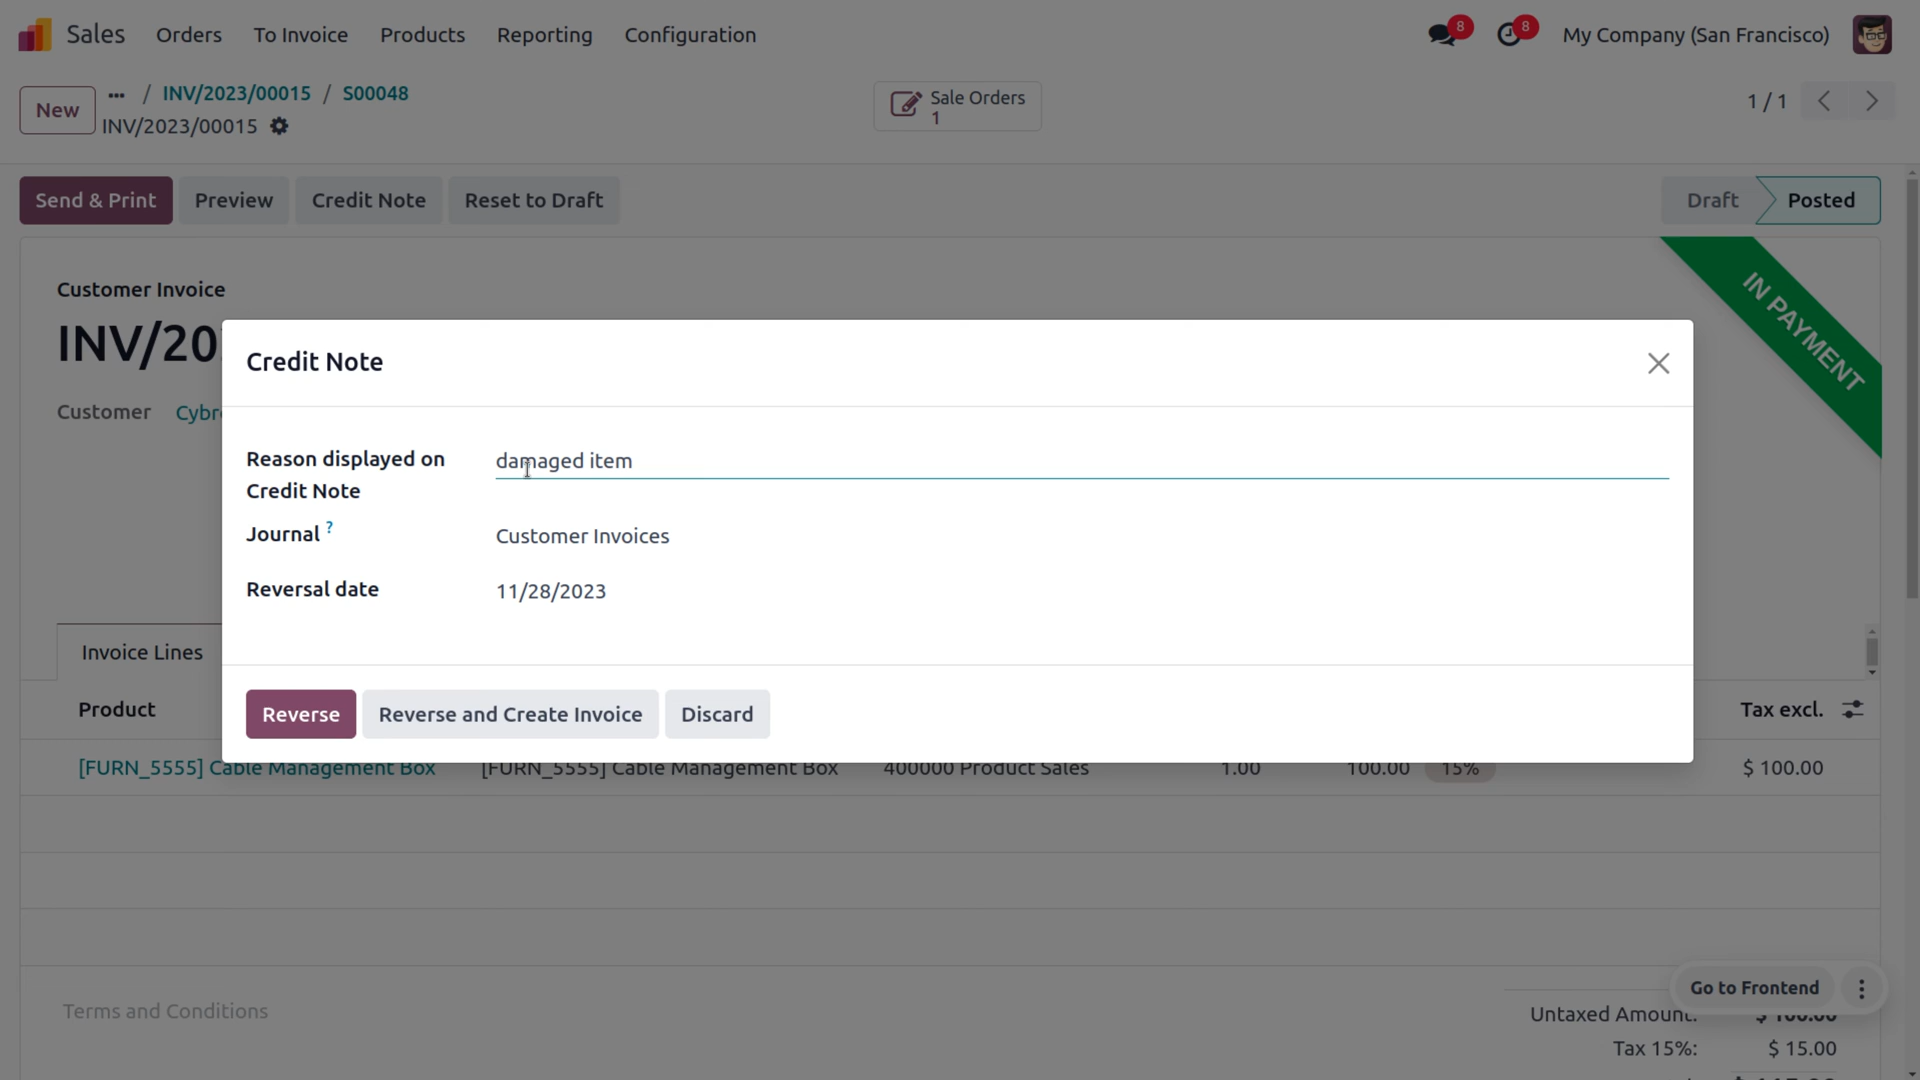 Sales Orders To Invoice Products Reporting Configuration 8 8 My Company (San Francisco)
New ... / INV/2023/00015 / S00048 Sale Orders 1 / 1
INV/2023/00015 1
Send & Print Preview Credit Note Reset to Draft Draft Posted
IN PAYMENT
Customer Invoice
INV/20
Customer Cybr
Credit Note
Reason displayed on damaged item
Credit Note
Journal ? Customer Invoices
Reversal date 11/28/2023
Invoice Lines
Reverse Reverse and Create Invoice Discard
Product Tax excl.
[FURN_5555] Cable Management Box [FURN_5555] Cable Management Box 400000 Product Sales 1.00 100.00 15% $ 100.00
Go to Frontend
Terms and Conditions Untaxed Amount: $ 100.00
Tax 15%: $ 15.00